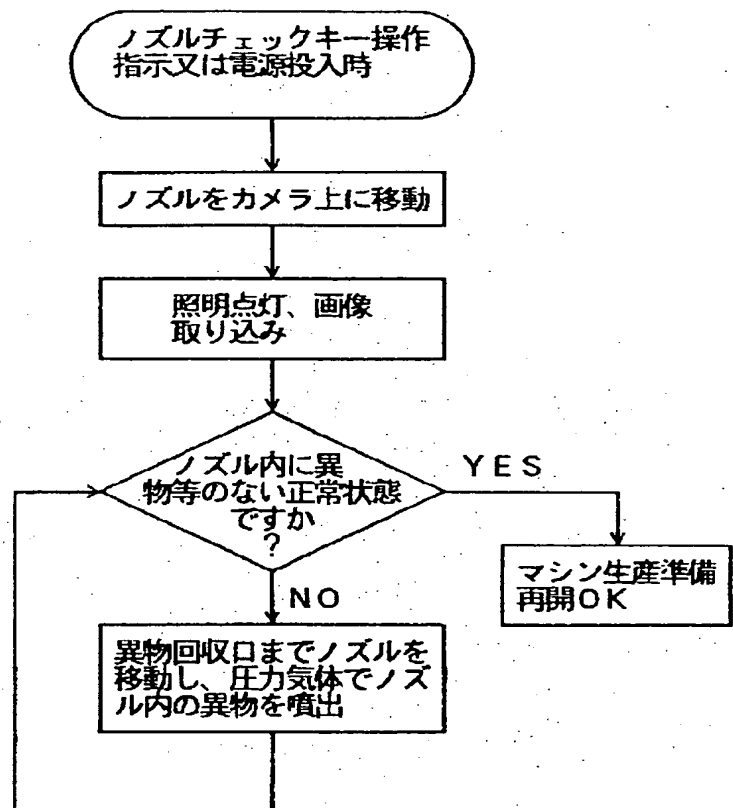 ノズルチェックキー操作
指示又は電源投入時
ノズルをカメラ上に移動
照明点灯、画像
取り込み
ノズル内に異
物等のない正常状態
ですか
?
YES
マシン生産準備
再開OK
NO
異物回収口までノズルを
移動し、圧力気体でノズ
ル内の異物を噴出